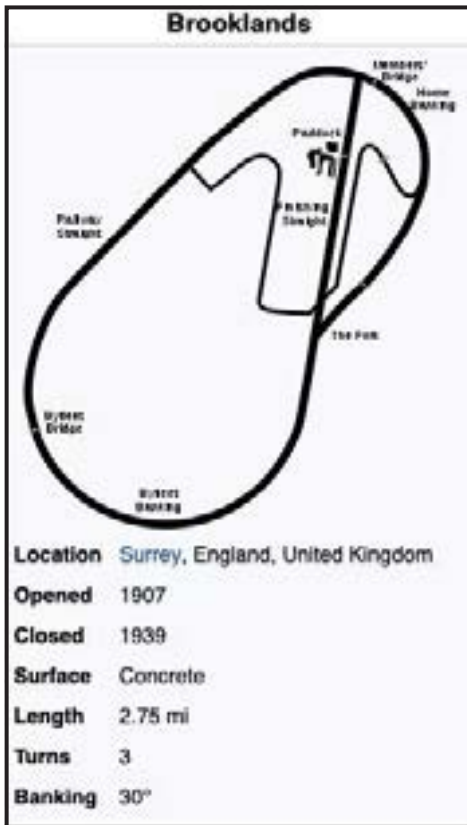 Brooklands
Members'
Bridge
Home
Banking
Paddock
Finishing
Straight
Railway
Straight
The Fork
Byfleet
Bridge
Byfleet
Banking
Location Surrey, England, United Kingdom
Opened 1907
Closed 1939
Surface Concrete
Length 2.75 mi
Turns 3
Banking 30°